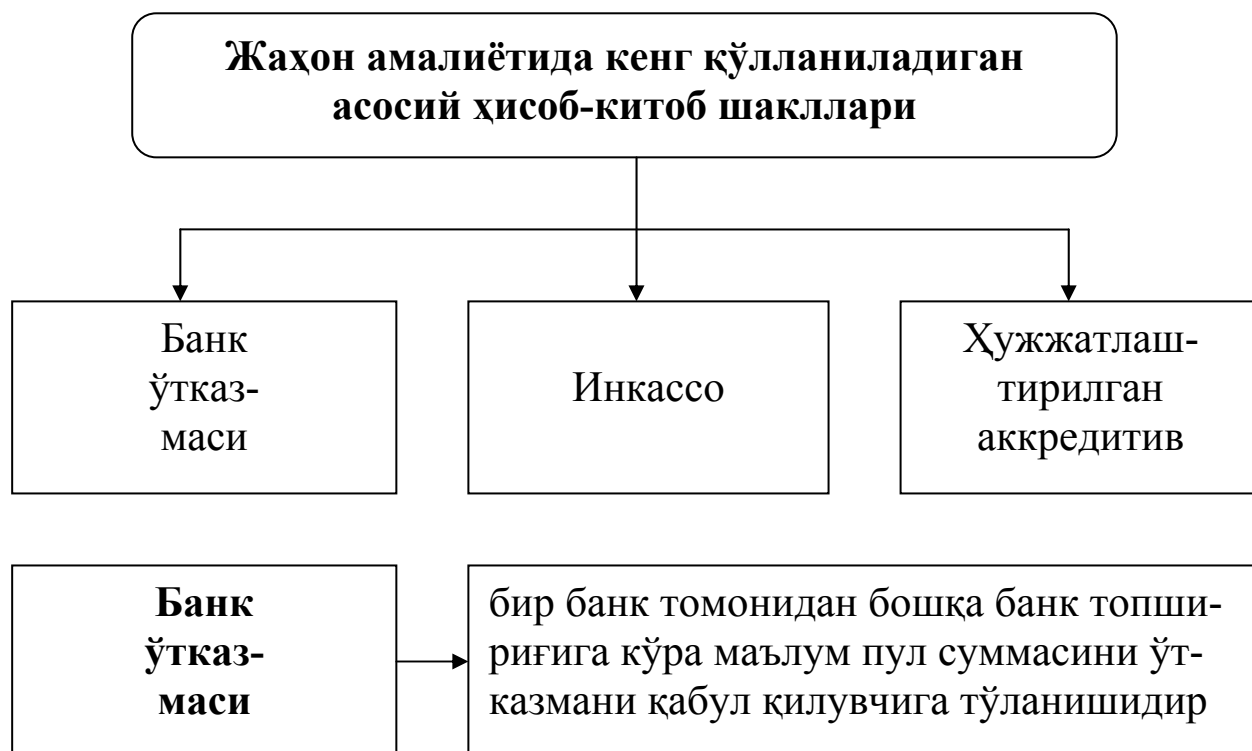 Жаҳон амалиётида кенг қўлланиладиган
асосий ҳисоб-китоб шакллари
Банк
ўтказ-
маси
Инкассо
Ҳужжатлаш-
тирилган
аккредитив
Банк
ўтказ-
маси
бир банк томонидан бошқа банк топши-
риғига кўра маълум пул суммасини ўт-
казмани қабул қилувчига тўланишидир